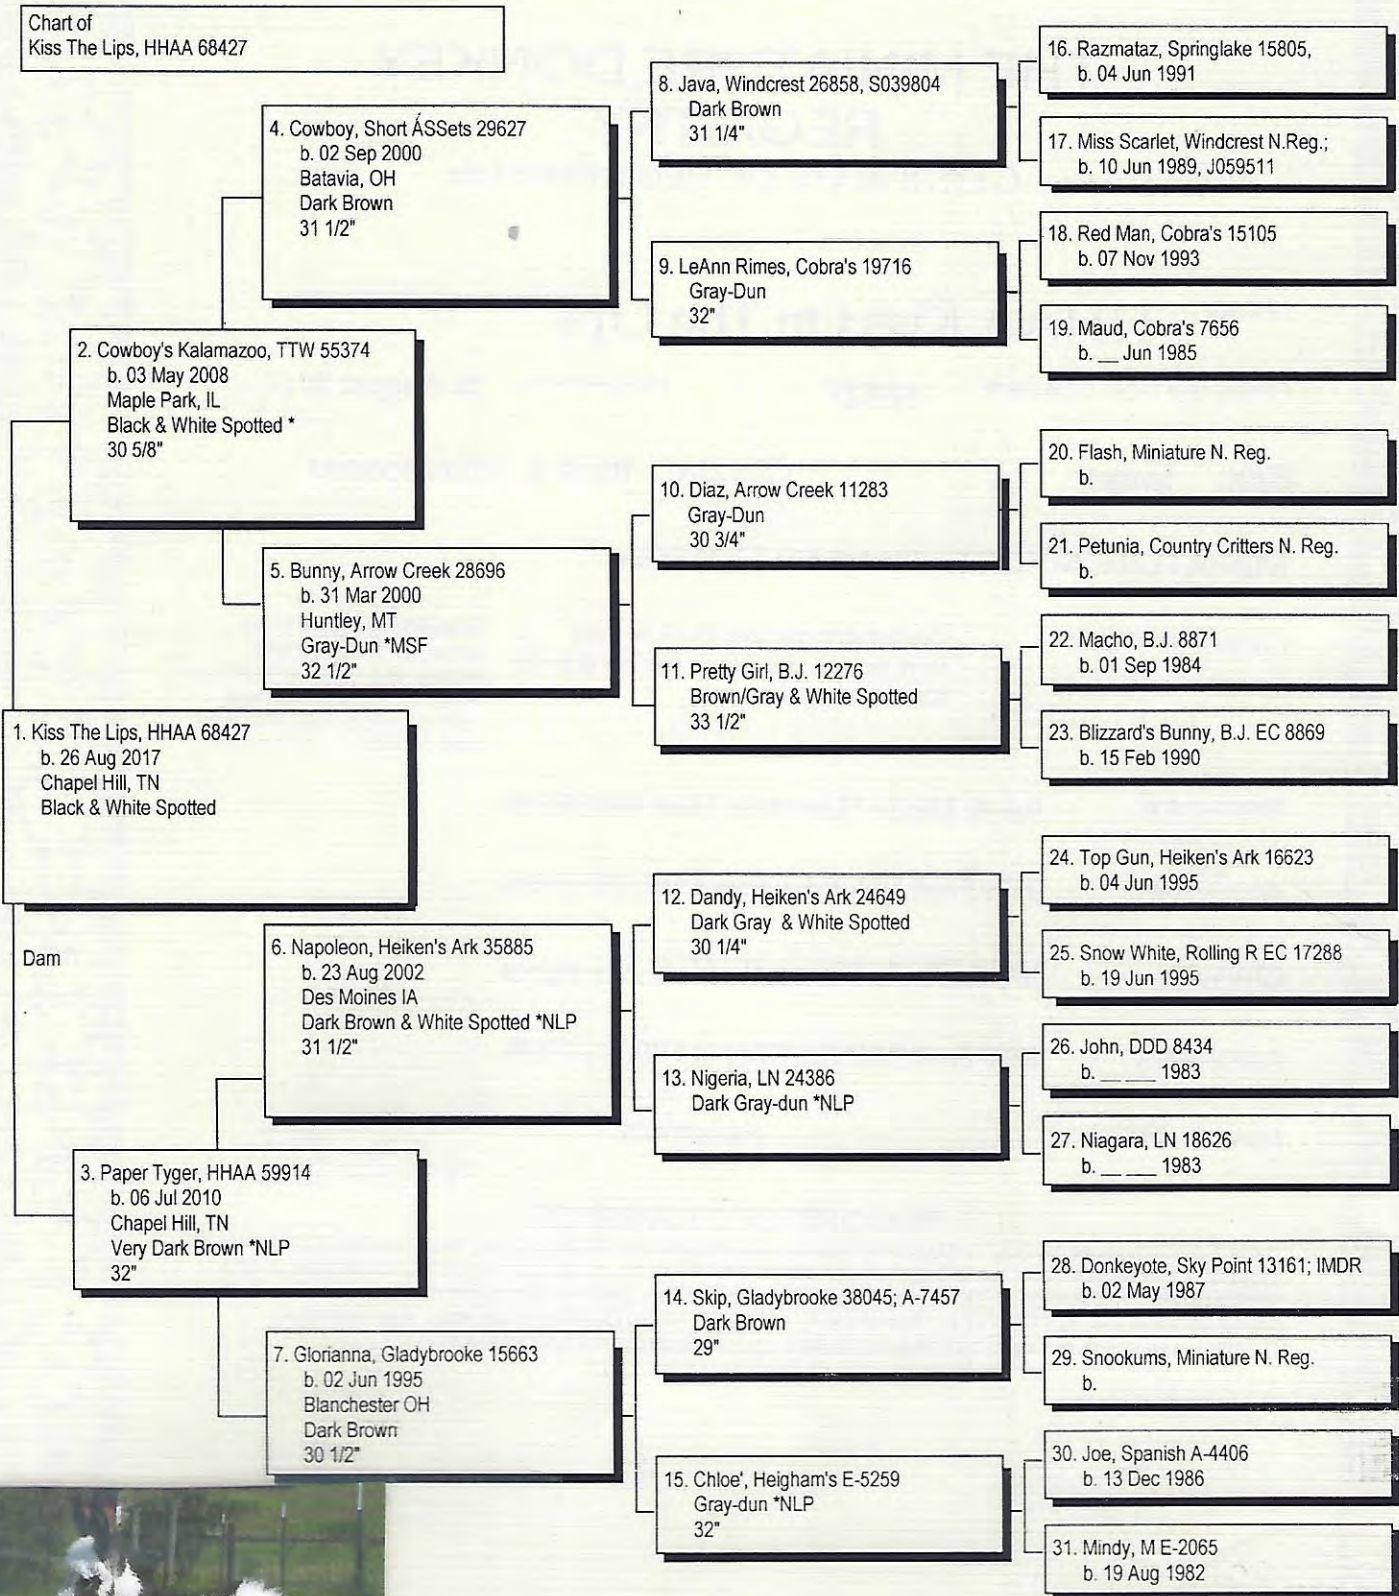 Chart of
Kiss The Lips, HHAA 68427
1. Kiss The Lips, HHAA 68427
b. 26 Aug 2017
Chapel Hill, TN
Black & White Spotted
Dam
2. Cowboy's Kalamazoo, TTW 55374
b. 03 May 2008
Maple Park, IL
Black & White Spotted *
30 5/8"
3. Paper Tyger, HHAA 59914
b. 06 Jul 2010
Chapel Hill, TN
Very Dark Brown *NLP
32"
4. Cowboy, Short ÁSSets 29627
b. 02 Sep 2000
Batavia, OH
Dark Brown
31 1/2"
5. Bunny, Arrow Creek 28696
b. 31 Mar 2000
Huntley, MT
Gray-Dun *MSF
32 1/2"
6. Napoleon, Heiken's Ark 35885
b. 23 Aug 2002
Des Moines IA
Dark Brown & White Spotted *NLP
31 1/2"
7. Glorianna, Gladybrooke 15663
b. 02 Jun 1995
Blanchester OH
Dark Brown
30 1/2"
8. Java, Windcrest 26858, S039804
Dark Brown
31 1/4"
9. LeAnn Rimes, Cobra's 19716
Gray-Dun
32"
10. Diaz, Arrow Creek 11283
Gray-Dun
30 3/4"
11. Pretty Girl, B.J. 12276
Brown/Gray & White Spotted
33 1/2"
12. Dandy, Heiken's Ark 24649
Dark Gray & White Spotted
30 1/4"
13. Nigeria, LN 24386
Dark Gray-dun *NLP
14. Skip, Gladybrooke 38045; A-7457
Dark Brown
29"
15. Chloe', Heigham's E-5259
Gray-dun *NLP
32"
16. Razmataz, Springlake 15805,
b. 04 Jun 1991
17. Miss Scarlet, Windcrest N.Reg.;
b. 10 Jun 1989, J059511
18. Red Man, Cobra's 15105
b. 07 Nov 1993
19. Maud, Cobra's 7656
b. __ Jun 1985
20. Flash, Miniature N. Reg.
b.
21. Petunia, Country Critters N. Reg.
b.
22. Macho, B.J. 8871
b. 01 Sep 1984
23. Blizzard's Bunny, B.J. EC 8869
b. 15 Feb 1990
24. Top Gun, Heiken's Ark 16623
b. 04 Jun 1995
25. Snow White, Rolling R EC 17288
b. 19 Jun 1995
26. John, DDD 8434
b. __ ___ 1983
27. Niagara, LN 18626
b. __ ___ 1983
28. Donkeyote, Sky Point 13161; IMDR
b. 02 May 1987
29. Snookums, Miniature N. Reg.
b.
30. Joe, Spanish A-4406
b. 13 Dec 1986
31. Mindy, M E-2065
b. 19 Aug 1982